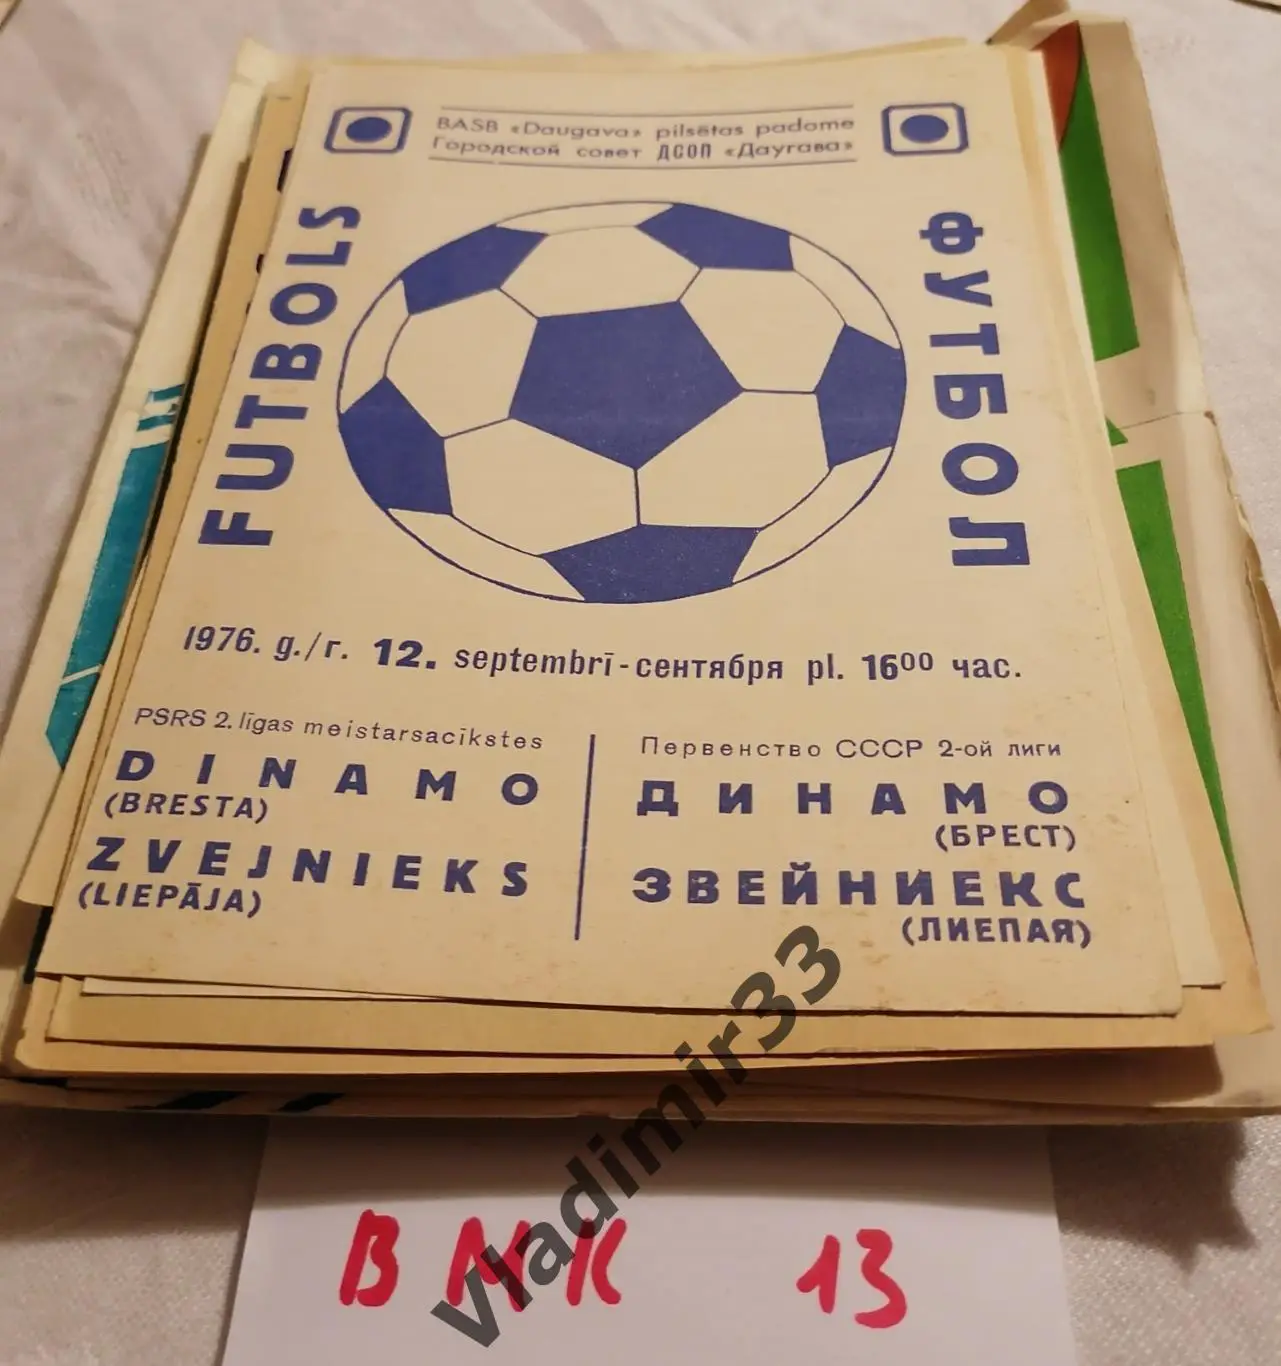 BASB «Daugava» pilsētas padome
Городской совет ДСОП «Даугава»
FUTBOLS
ФУТБОЛ
1976. g./г. 12. septembrī-сентября pl. 16⁰⁰ час.
PSRS 2. līgas meistarsacīkstes
DINAMO
(BRESTA)
ZVEJNIEKS
(LIEPĀJA)
Первенство СССР 2-ой лиги
ДИНАМО
(БРЕСТ)
ЗВЕЙНИЕКС
(ЛИЕПАЯ)
vladimir33
ВМК 13